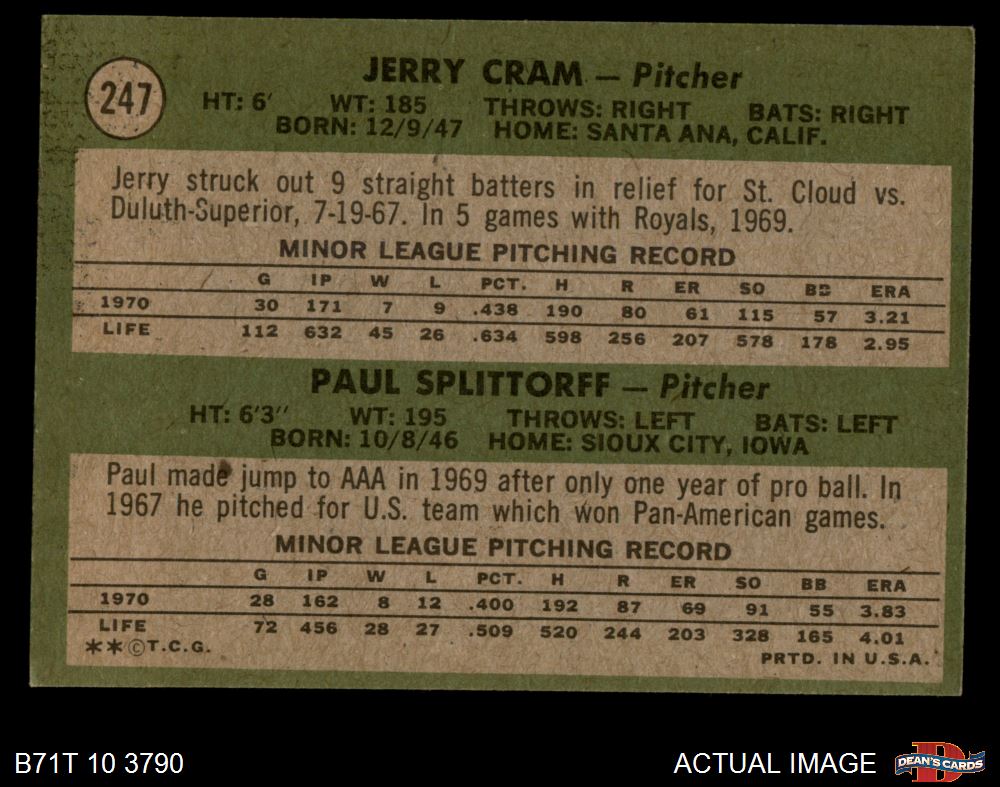 247
JERRY CRAM — Pitcher
HT: 6' WT: 185 THROWS: RIGHT BATS: RIGHT
BORN: 12/9/47 HOME: SANTA ANA, CALIF.
Jerry struck out 9 straight batters in relief for St. Cloud vs.
Duluth-Superior, 7-19-67. In 5 games with Royals, 1969.
MINOR LEAGUE PITCHING RECORD
G IP W L PCT. H R ER SO BB ERA
1970 30 171 7 9 .438 190 80 61 115 57 3.21
LIFE 112 632 45 26 .634 598 256 207 578 178 2.95
PAUL SPLITTORFF — Pitcher
HT: 6'3" WT: 195 THROWS: LEFT BATS: LEFT
BORN: 10/8/46 HOME: SIOUX CITY, IOWA
Paul made jump to AAA in 1969 after only one year of pro ball. In
1967 he pitched for U.S. team which won Pan-American games.
MINOR LEAGUE PITCHING RECORD
G IP W L PCT. H R ER SO BB ERA
1970 28 162 8 12 .400 192 87 69 91 55 3.83
LIFE 72 456 28 27 .509 520 244 203 328 165 4.01
**©T.C.G. PRTD. IN U.S.A.
B71T 10 3790 ACTUAL IMAGE DEAN'S CARDS